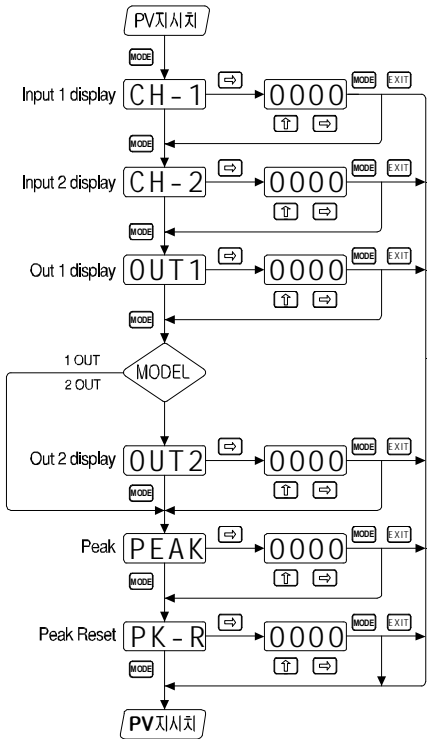 PV지시치
MODE
Input 1 display CH-1 ⇨ 0000 MODE EXIT
⇧ ⇨
MODE
Input 2 display CH-2 ⇨ 0000 MODE EXIT
⇧ ⇨
MODE
Out 1 display OUT1 ⇨ 0000 MODE EXIT
⇧ ⇨
MODE
1 OUT
MODEL
2 OUT
Out 2 display OUT2 ⇨ 0000 MODE EXIT
MODE ⇧ ⇨
Peak PEAK ⇨ 0000 MODE EXIT
MODE ⇧ ⇨
Peak Reset PK-R ⇨ 0000 MODE EXIT
MODE ⇧ ⇨
PV지시치